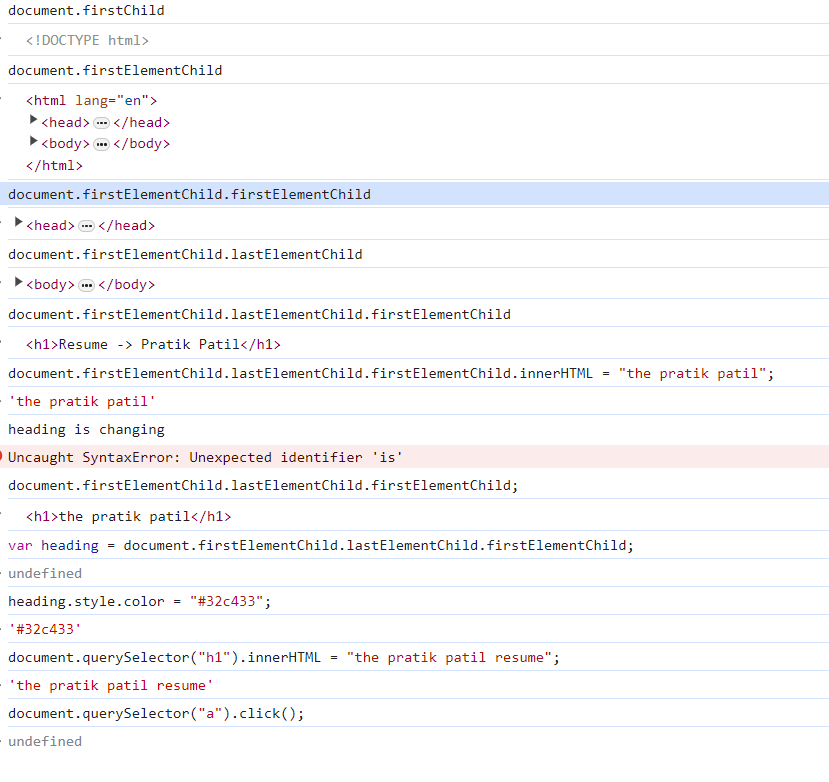 document.firstChild
<!DOCTYPE html>
document.firstElementChild
<html lang="en">
<head>…</head>
<body>…</body>
</html>
document.firstElementChild.firstElementChild
<head>…</head>
document.firstElementChild.lastElementChild
<body>…</body>
document.firstElementChild.lastElementChild.firstElementChild
<h1>Resume -> Pratik Patil</h1>
document.firstElementChild.lastElementChild.firstElementChild.innerHTML = "the pratik patil";
'the pratik patil'
heading is changing
Uncaught SyntaxError: Unexpected identifier 'is'
document.firstElementChild.lastElementChild.firstElementChild;
<h1>the pratik patil</h1>
var heading = document.firstElementChild.lastElementChild.firstElementChild;
undefined
heading.style.color = "#32c433";
'#32c433'
document.querySelector("h1").innerHTML = "the pratik patil resume";
'the pratik patil resume'
document.querySelector("a").click();
undefined